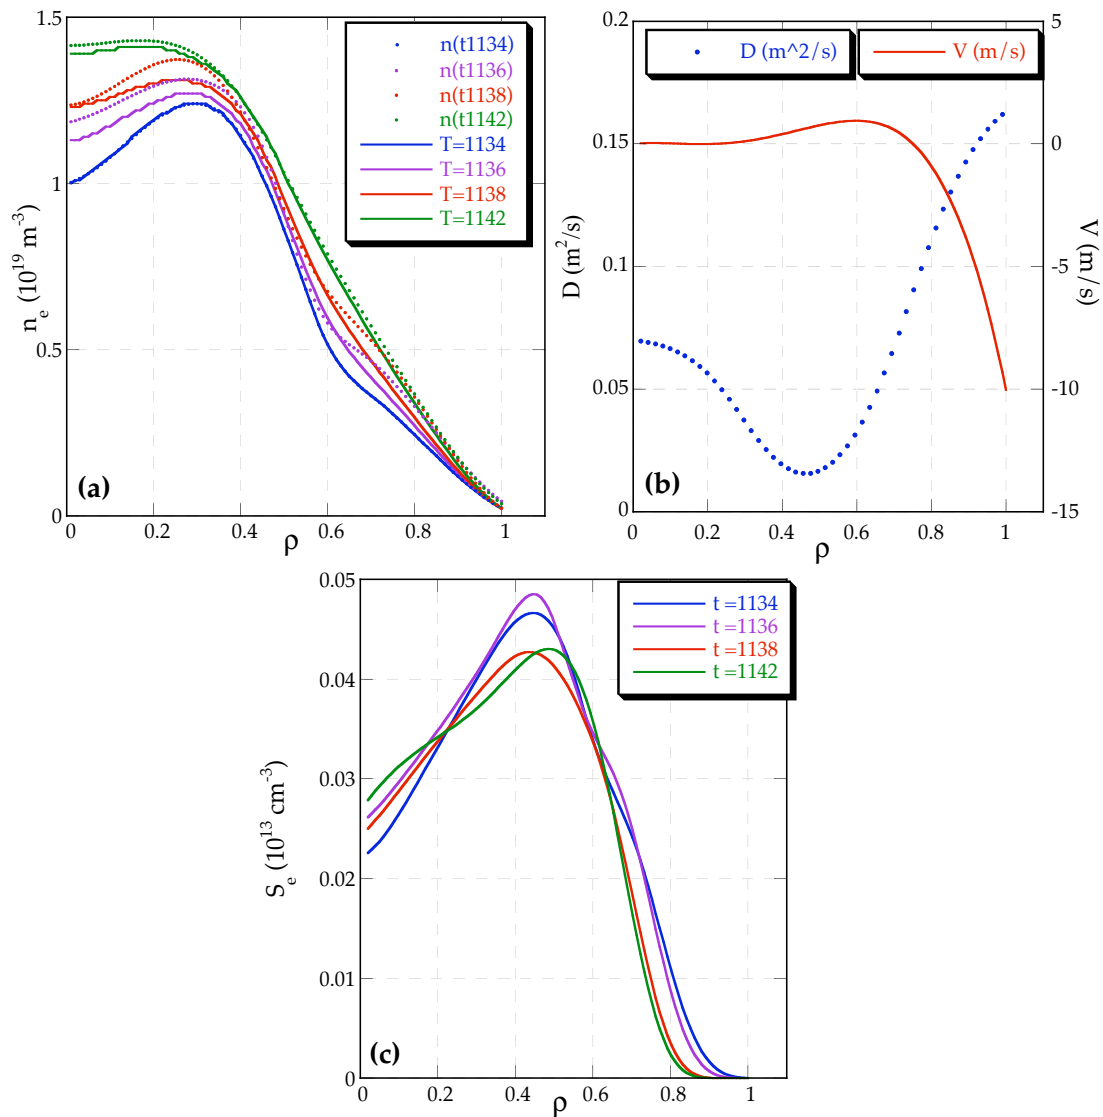 1.5
1
0.5
0
0
0.2
0.4
0.6
0.8
1
n_e (10^19 m^-3)
ρ
n(t1134)
n(t1136)
n(t1138)
n(t1142)
T=1134
T=1136
T=1138
T=1142
(a)
0.2
0.15
0.1
0.05
0
D (m^2/s)
5
0
-5
-10
-15
V (m/s)
D (m^2/s)
V (m/s)
(b)
0
0.2
0.4
0.6
0.8
1
ρ
0.05
0.04
0.03
0.02
0.01
0
S_e (10^13 cm^-3)
t =1134
t =1136
t =1138
t =1142
(c)
0
0.2
0.4
0.6
0.8
1
ρ